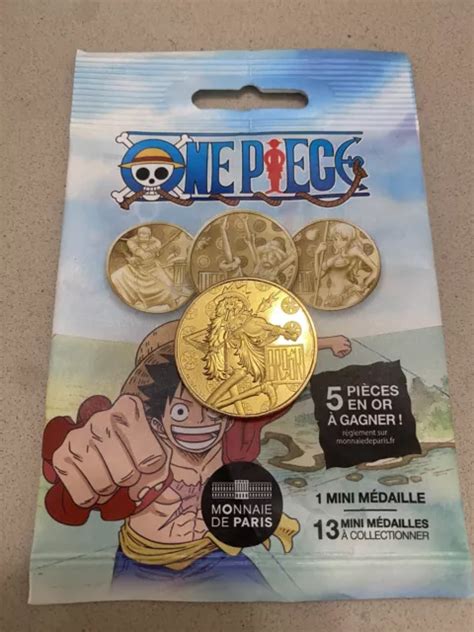 ONE PIECE
BROOK
5 PIÈCES
EN OR
À GAGNER !
règlement sur
monnaiedeparis.fr
MONNAIE
DE PARIS
1 MINI MÉDAILLE
13 MINI MÉDAILLES
À COLLECTIONNER